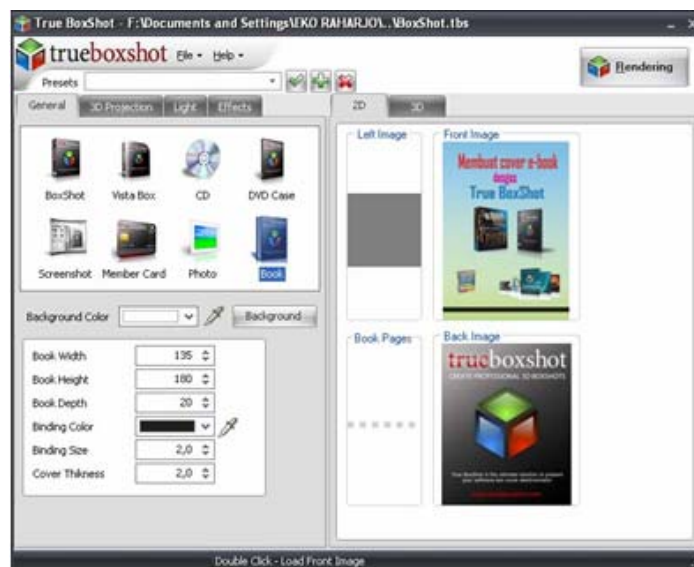 True BoxShot - F:\Documents and Settings\EKO RAHARJO\..\BoxShot.tbs
trueboxshot File Help
Rendering
Presets
General 3D Projection Light Effects
2D 3D
BoxShot Vista Box CD DVD Case
Screenshot Member Card Photo Book
Background Color Background
Book Width 135
Book Height 180
Book Depth 20
Binding Color
Binding Size 2,0
Cover Thikness 2,0
Left Image
Front Image
Membuat cover e-book
dengan
True BoxShot
Book Pages
Back Image
trueboxshot
CREATE PROFESSIONAL 3D BOXSHOTS
Double Click - Load Front Image